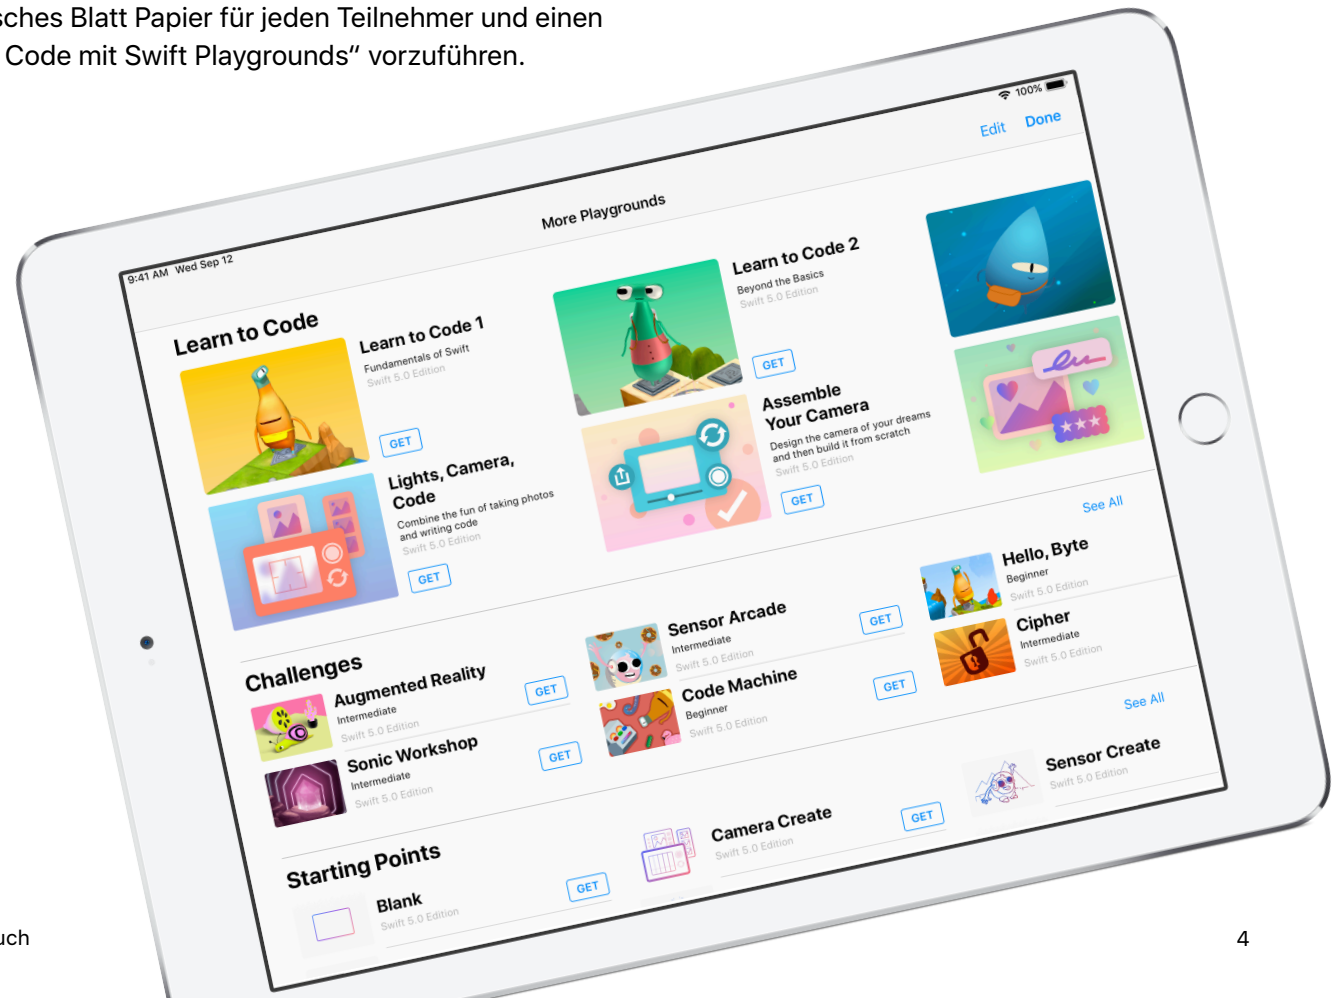 sches Blatt Papier für jeden Teilnehmer und einen
Code mit Swift Playgrounds“ vorzuführen.
9:41 AM Wed Sep 12
100%
More Playgrounds
Edit Done
Learn to Code
Learn to Code 1
Fundamentals of Swift
Swift 5.0 Edition
GET
Learn to Code 2
Beyond the Basics
Swift 5.0 Edition
GET
Lights, Camera,
Code
Combine the fun of taking photos
and writing code
Swift 5.0 Edition
GET
Assemble
Your Camera
Design the camera of your dreams
and then build it from scratch
Swift 5.0 Edition
GET
Challenges
See All
Augmented Reality
Intermediate
Swift 5.0 Edition
GET
Sensor Arcade
Intermediate
Swift 5.0 Edition
GET
Hello, Byte
Beginner
Swift 5.0 Edition
Sonic Workshop
Intermediate
Swift 5.0 Edition
GET
Code Machine
Beginner
Swift 5.0 Edition
GET
Cipher
Intermediate
Swift 5.0 Edition
Starting Points
See All
Blank
Swift 5.0 Edition
GET
Camera Create
Swift 5.0 Edition
GET
Sensor Create
Swift 5.0 Edition
uch
4